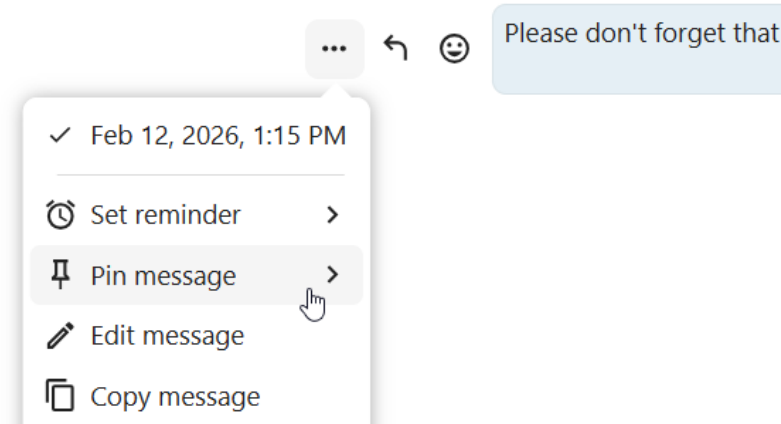 Please don't forget that
Feb 12, 2026, 1:15 PM
Set reminder
Pin message
Edit message
Copy message